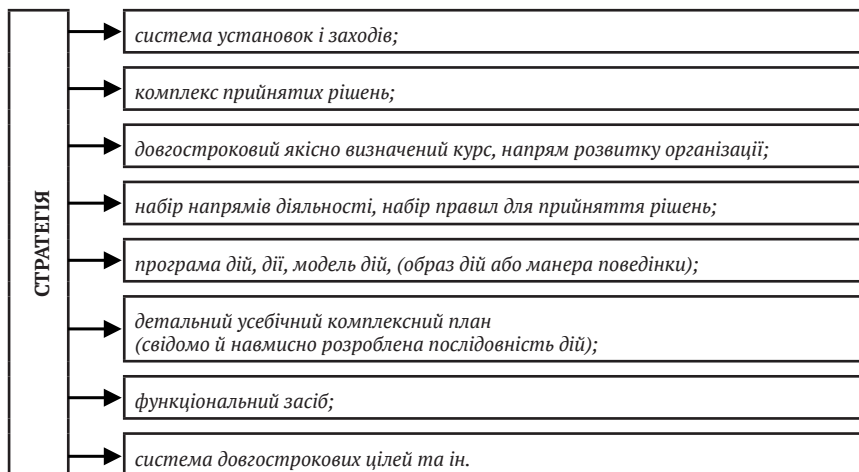 СТРАТЕГІЯ
система установок і заходів;
комплекс прийнятих рішень;
довгостроковий якісно визначений курс, напрям розвитку організації;
набір напрямів діяльності, набір правил для прийняття рішень;
програма дій, дії, модель дій, (образ дій або манера поведінки);
детальний усебічний комплексний план
(свідомо й навмисно розроблена послідовність дій);
функціональний засіб;
система довгострокових цілей та ін.